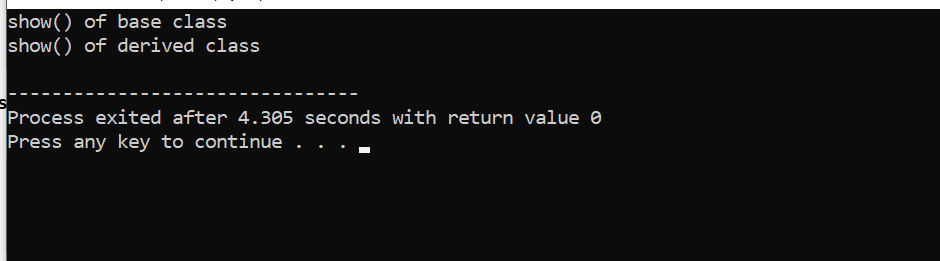 show() of base class
show() of derived class
--------------------------------
Process exited after 4.305 seconds with return value 0
Press any key to continue . . .